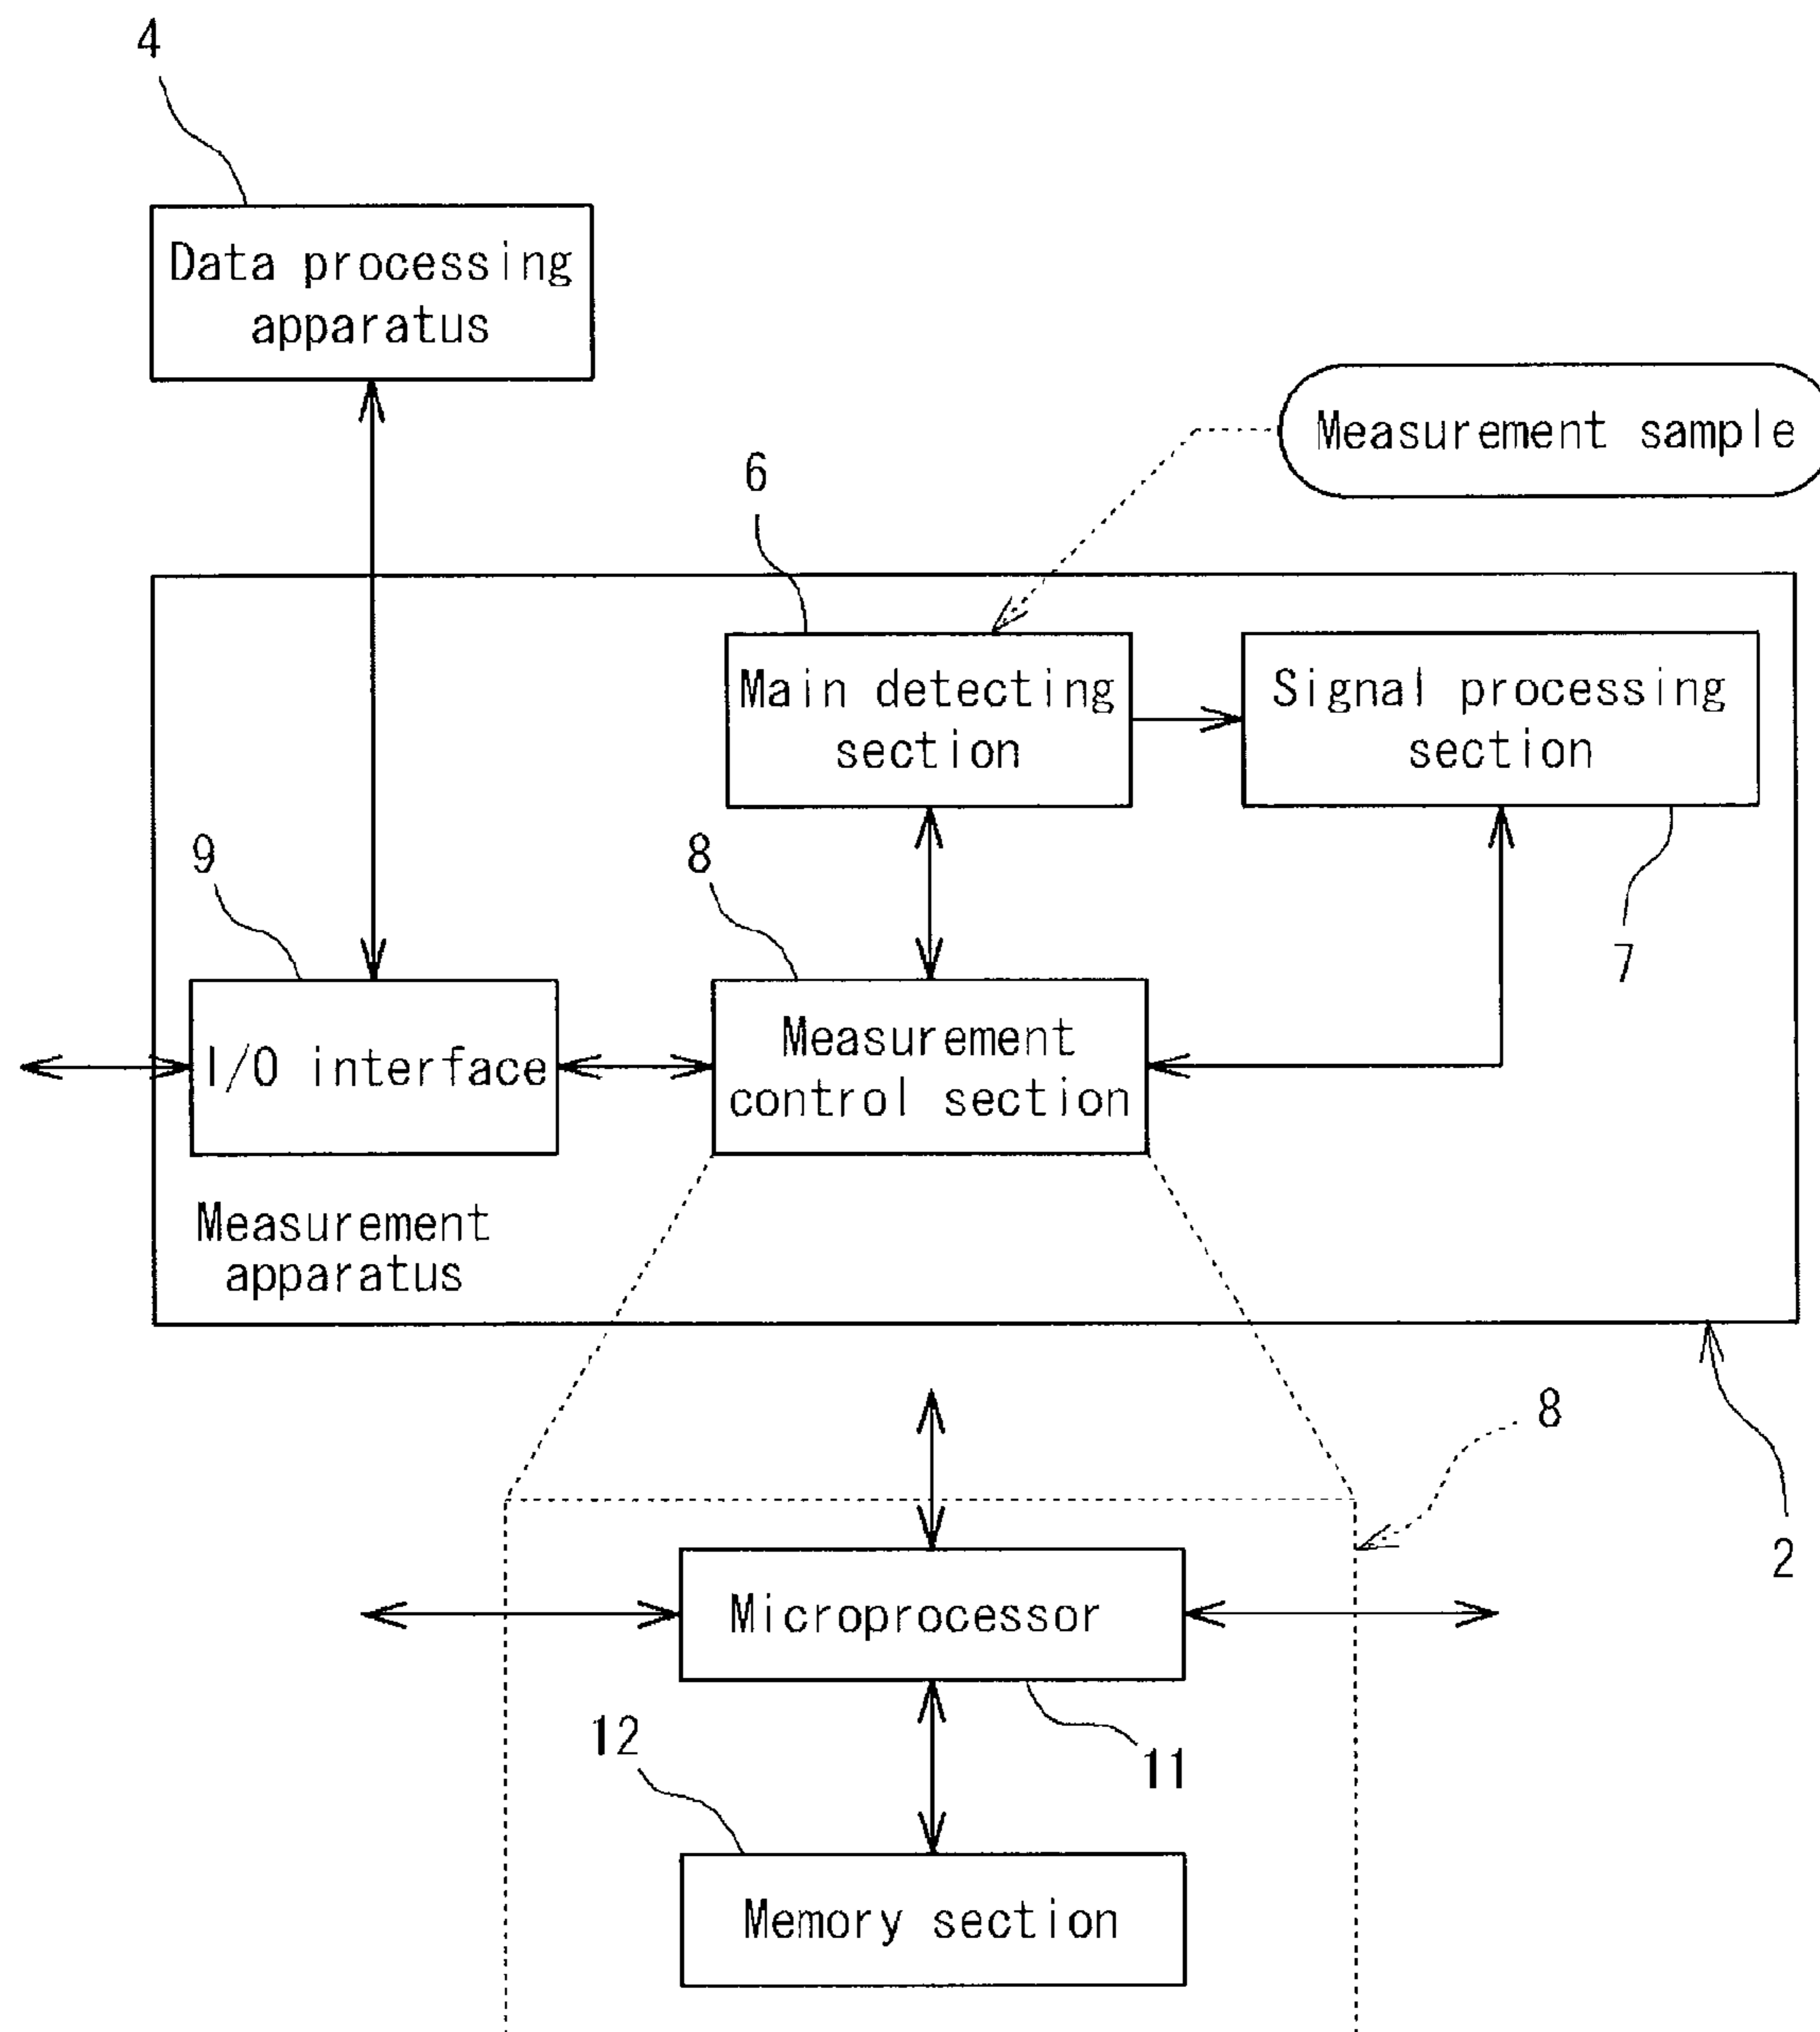 4
Data processing
apparatus
Measurement sample
6
Main detecting
section
Signal processing
section
9
8
7
I/O interface
Measurement
control section
Measurement
apparatus
8
2
Microprocessor
12
11
Memory section